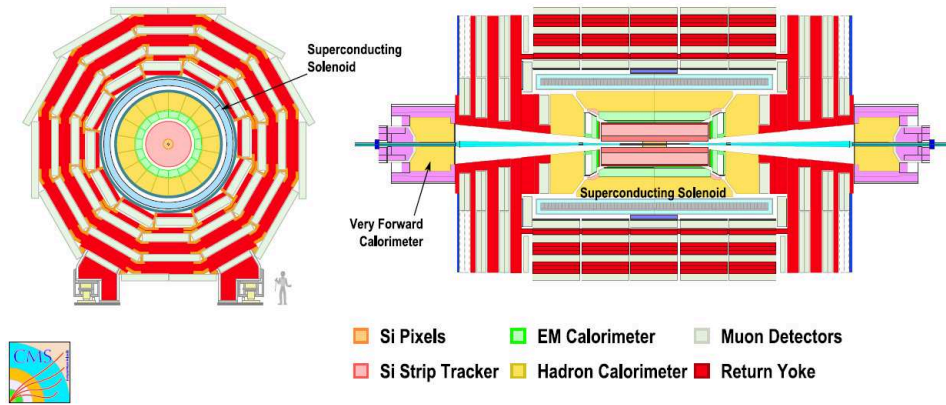 Superconducting
Solenoid
Very Forward
Calorimeter
Superconducting Solenoid
Si Pixels
EM Calorimeter
Muon Detectors
Si Strip Tracker
Hadron Calorimeter
Return Yoke
CMS